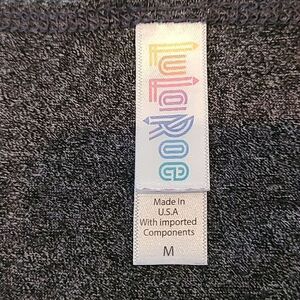 LuLaRoe
Made In
U.S.A
With imported
Components
M